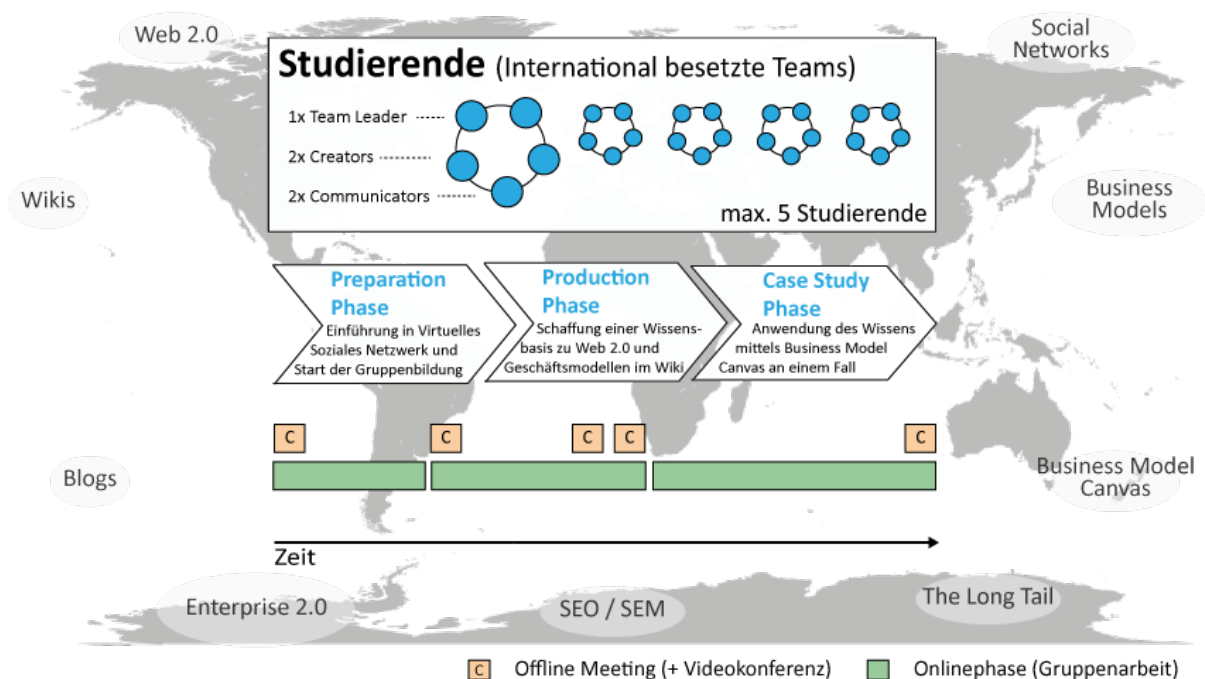 Web 2.0
Social
Networks
Studierende (International besetzte Teams)
1x Team Leader
2x Creators
2x Communicators
max. 5 Studierende
Wikis
Business
Models
Preparation
Phase
Einführung in Virtuelles
Soziales Netzwerk und
Start der Gruppenbildung
Production
Phase
Schaffung einer Wissens-
basis zu Web 2.0 und
Geschäftsmodellen im Wiki
Case Study
Phase
Anwendung des Wissens
mittels Business Model
Canvas an einem Fall
C
C
C
C
C
Blogs
Business Model
Canvas
Zeit
Enterprise 2.0
SEO / SEM
The Long Tail
C Offline Meeting (+ Videokonferenz)
Onlinephase (Gruppenarbeit)